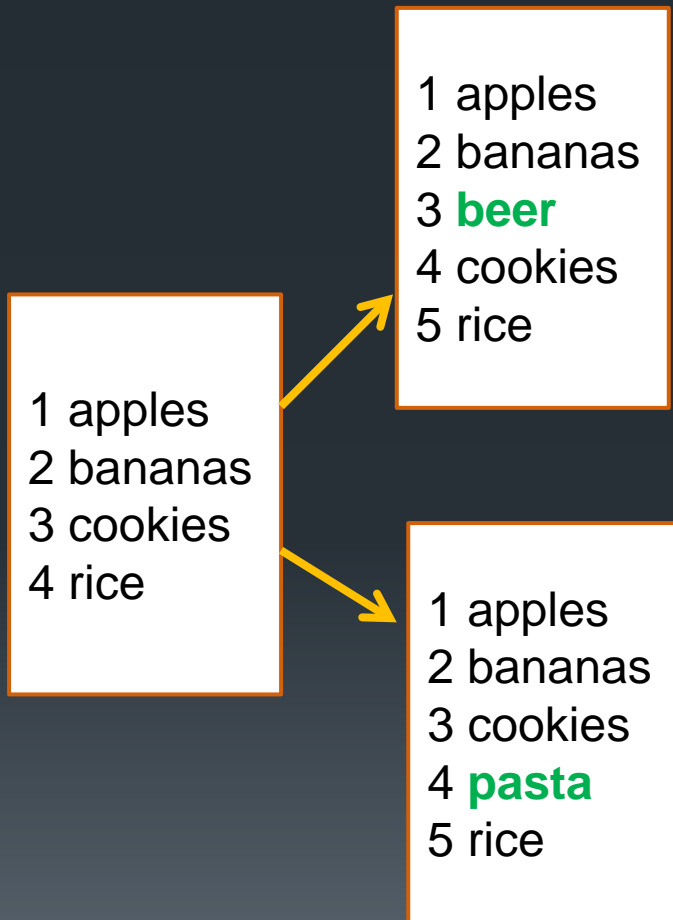 1 apples
2 bananas
3 beer
4 cookies
5 rice
1 apples
2 bananas
3 cookies
4 rice
1 apples
2 bananas
3 cookies
4 pasta
5 rice